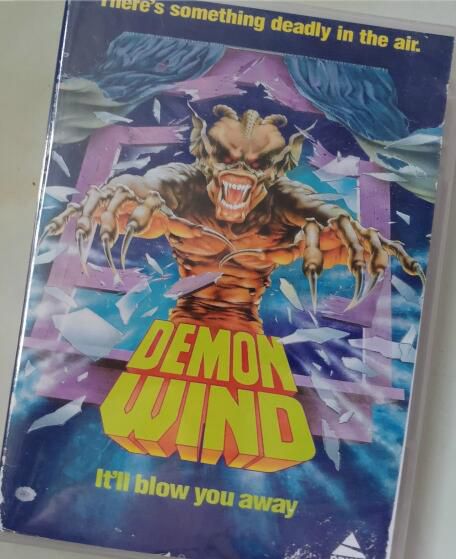 There's something deadly in the air.
DEMON
WIND
It'll blow you away